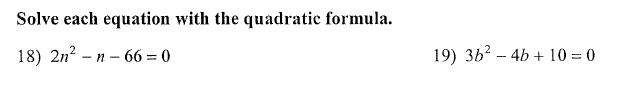 Solve each equation with the quadratic formula.
18) 2n² − n − 66 = 0 19) 3b² − 4b + 10 = 0